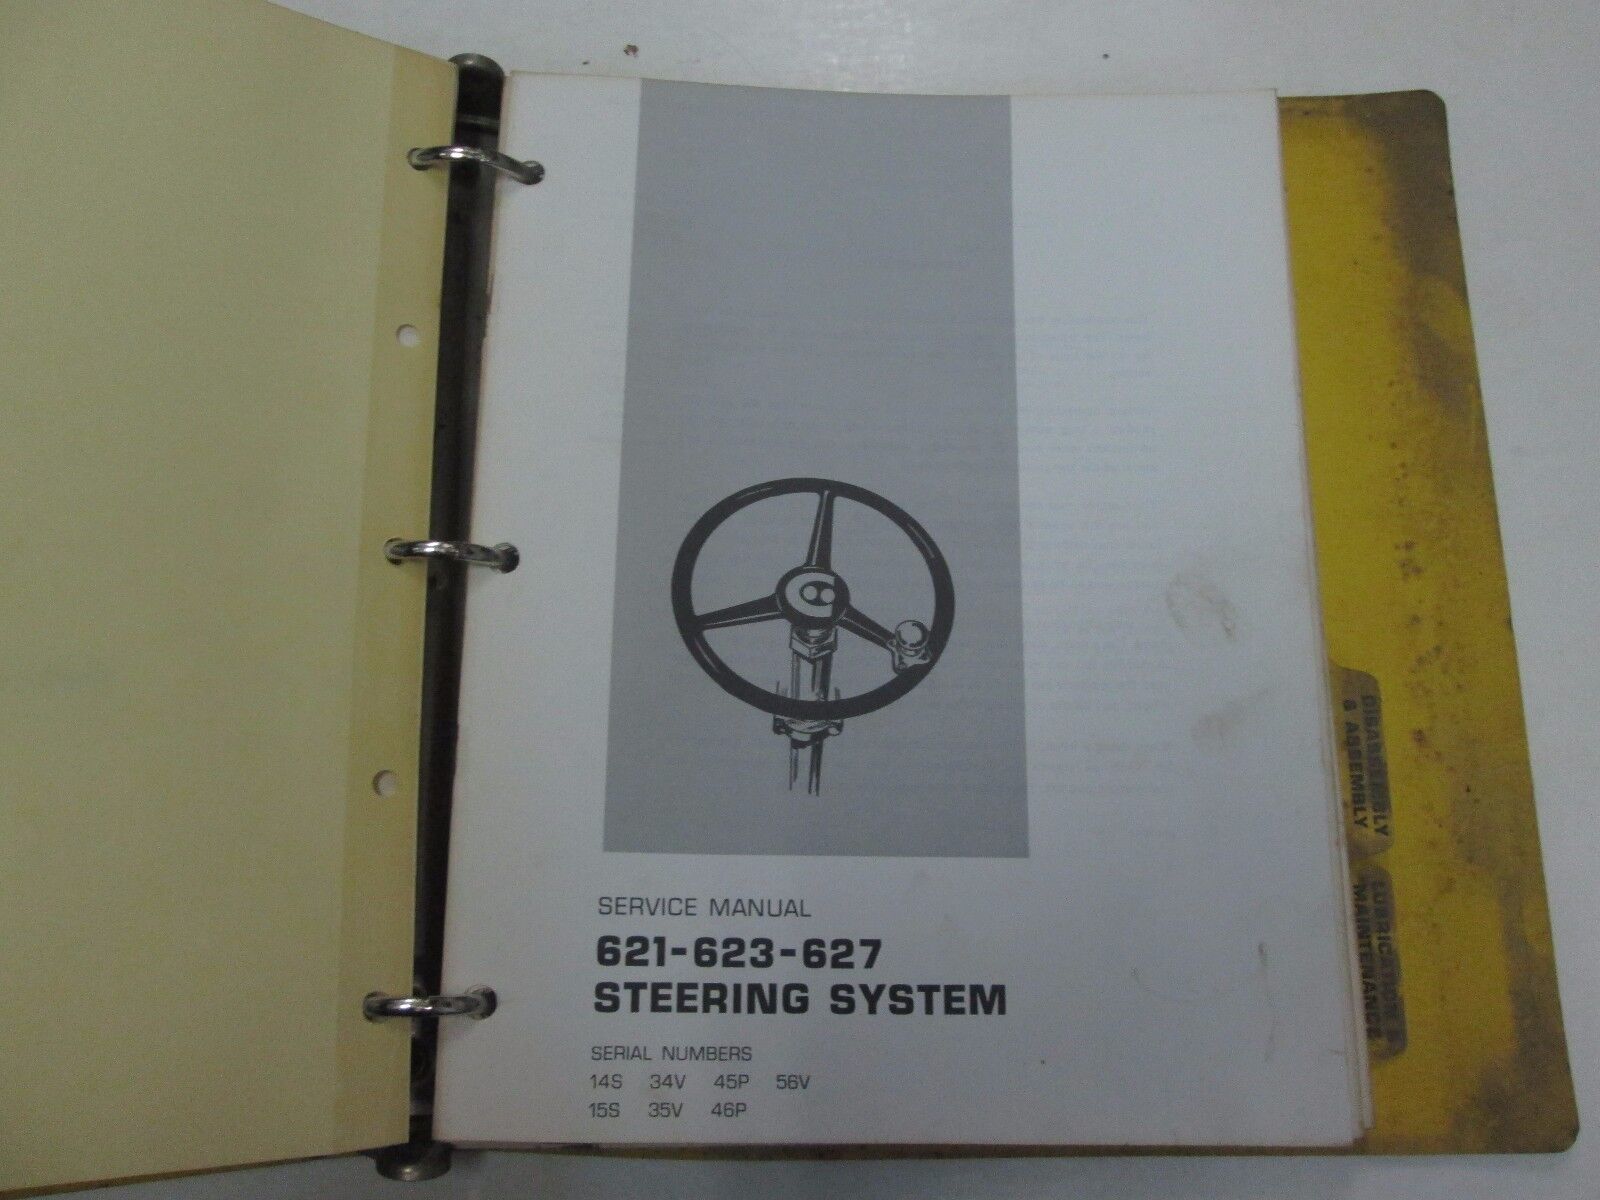 SERVICE MANUAL
621-623-627
STEERING SYSTEM
SERIAL NUMBERS
14S 34V 45P 56V
15S 35V 46P
DISASSEMBLY
& ASSEMBLY
LUBRICATION &
MAINTENANCE